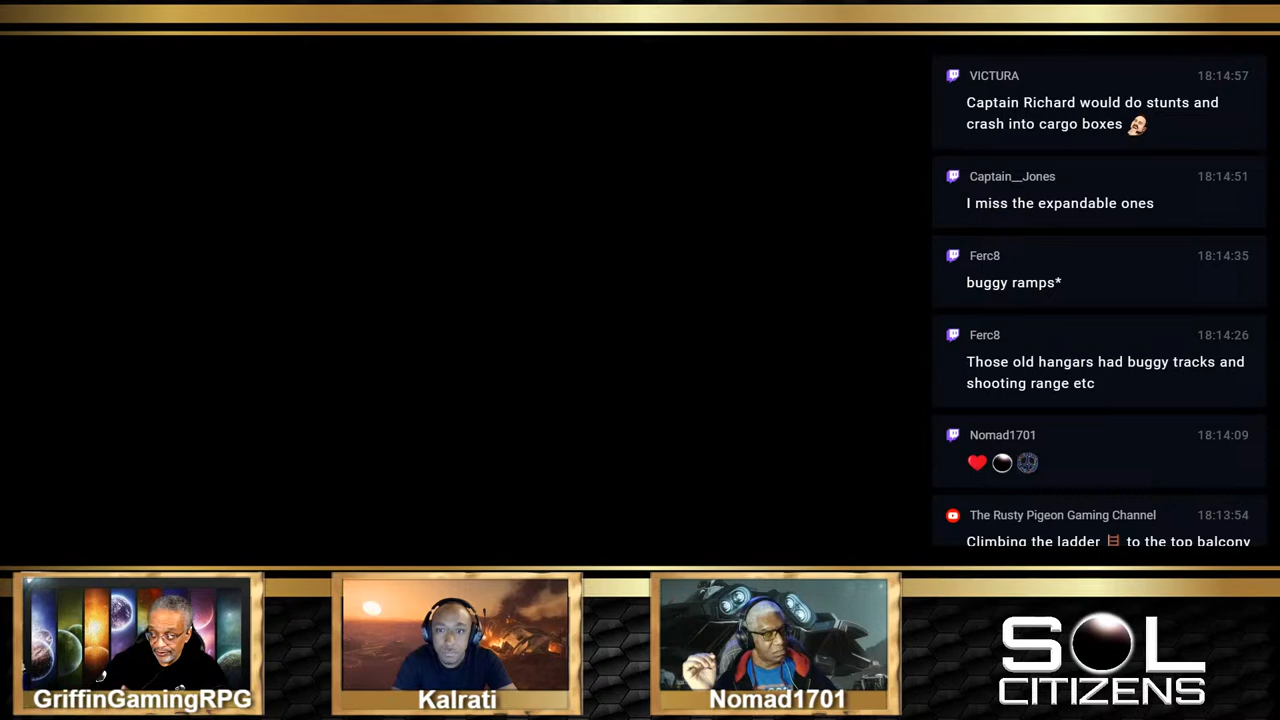 VICTURA 18:14:57
Captain Richard would do stunts and
crash into cargo boxes
Captain__Jones 18:14:51
I miss the expandable ones
Ferc8 18:14:35
buggy ramps*
Ferc8 18:14:26
Those old hangars had buggy tracks and
shooting range etc
Nomad1701 18:14:09
The Rusty Pigeon Gaming Channel 18:13:54
Climbing the ladder to the top balcony
GriffinGamingRPG
Kalrati
Nomad1701
SOL
CITIZENS